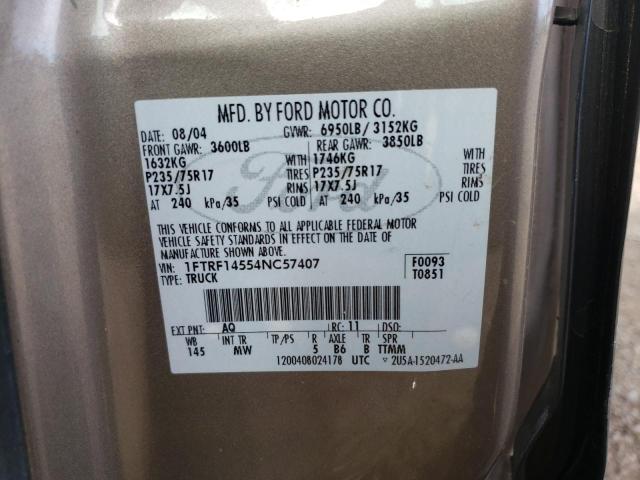 MFD. BY FORD MOTOR CO.
DATE: 08/04 GVWR: 6950LB/ 3152KG
FRONT GAWR: 3600LB REAR GAWR: 3850LB
1632KG WITH 1746KG WITH
P235/75R17 TIRES P235/75R17 TIRES
17X7.5J RIMS 17X7.5J RIMS
AT 240 kPa/35 PSI COLD AT 240 kPa/35 PSI COLD
THIS VEHICLE CONFORMS TO ALL APPLICABLE FEDERAL MOTOR
VEHICLE SAFETY STANDARDS IN EFFECT ON THE DATE OF
MANUFACTURE SHOWN ABOVE.
VIN: 1FTRF14554NC57407 F0093
TYPE: TRUCK T0851
EXT PNT: AQ RC: 11 DSO:
WB INT TR TP/PS R AXLE TR SPR
145 MW 5 B6 B TTMM
1200408024178 UTC 2U5A-1520472-AA
Ford